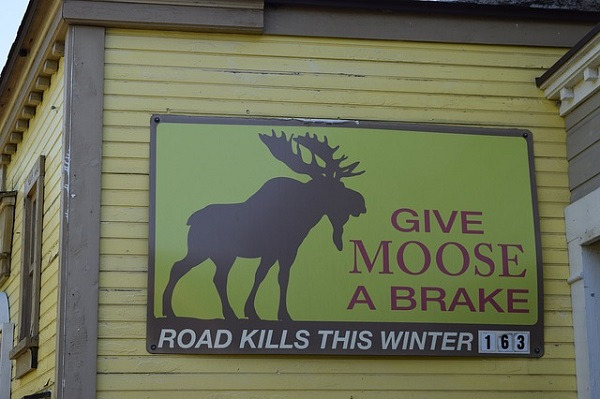 GIVE
MOOSE
A BRAKE
ROAD KILLS THIS WINTER 163